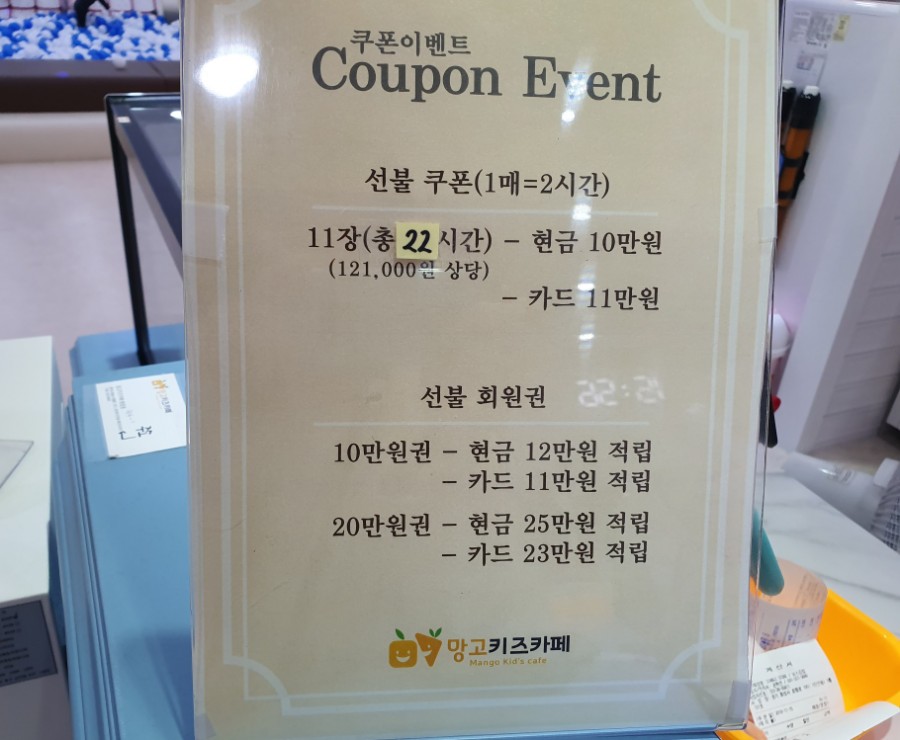 쿠폰이벤트
Coupon Event
선불 쿠폰(1매=2시간)
11장(총 22시간) - 현금 10만원
(121,000원 상당)
- 카드 11만원
선불 회원권
10만원권 - 현금 12만원 적립
- 카드 11만원 적립
20만원권 - 현금 25만원 적립
- 카드 23만원 적립
망고키즈카페
Mango Kid's cafe